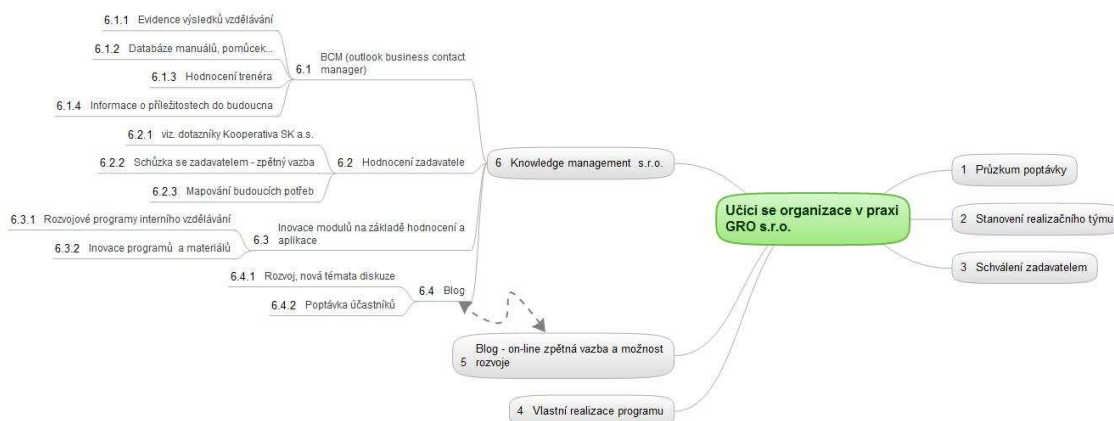 Učící se organizace v praxi
GRO s.r.o.
1 Průzkum poptávky
2 Stanovení realizačního týmu
3 Schválení zadavatelem
4 Vlastní realizace programu
5 Blog - on-line zpětná vazba a možnost
rozvoje
6 Knowledge management s.r.o.
6.1 BCM (outlook business contact
manager)
6.1.1 Evidence výsledků vzdělávání
6.1.2 Databáze manuálů, pomůcek...
6.1.3 Hodnocení trenéra
6.1.4 Informace o příležitostech do budoucna
6.2 Hodnocení zadavatele
6.2.1 viz. dotazníky Kooperativa SK a.s.
6.2.2 Schůzka se zadavatelem - zpětný vazba
6.2.3 Mapování budoucích potřeb
6.3 Inovace modulů na základě hodnocení a
aplikace
6.3.1 Rozvojové programy interního vzdělávání
6.3.2 Inovace programů a materiálů
6.4 Blog
6.4.1 Rozvoj, nová témata diskuze
6.4.2 Poptávka účastníků